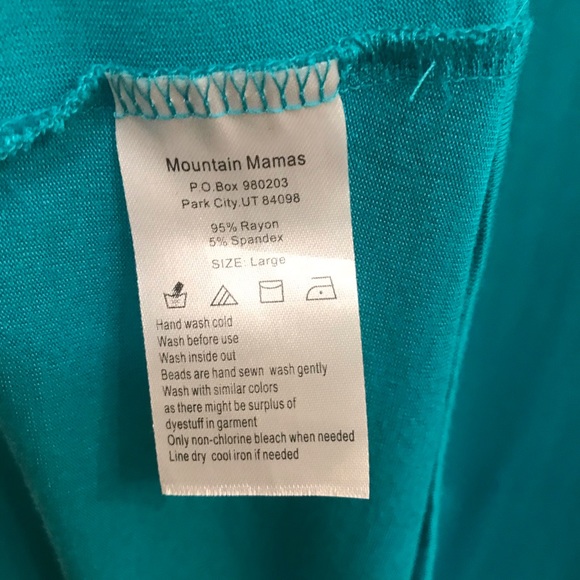 Mountain Mamas
P.O.Box 980203
Park City.UT 84098
95% Rayon
5% Spandex
SIZE: Large
Hand wash cold
Wash before use
Wash inside out
Beads are hand sewn wash gently
Wash with similar colors
as there might be surplus of
dyestuff in garment
Only non-chlorine bleach when needed
Line dry cool iron if needed